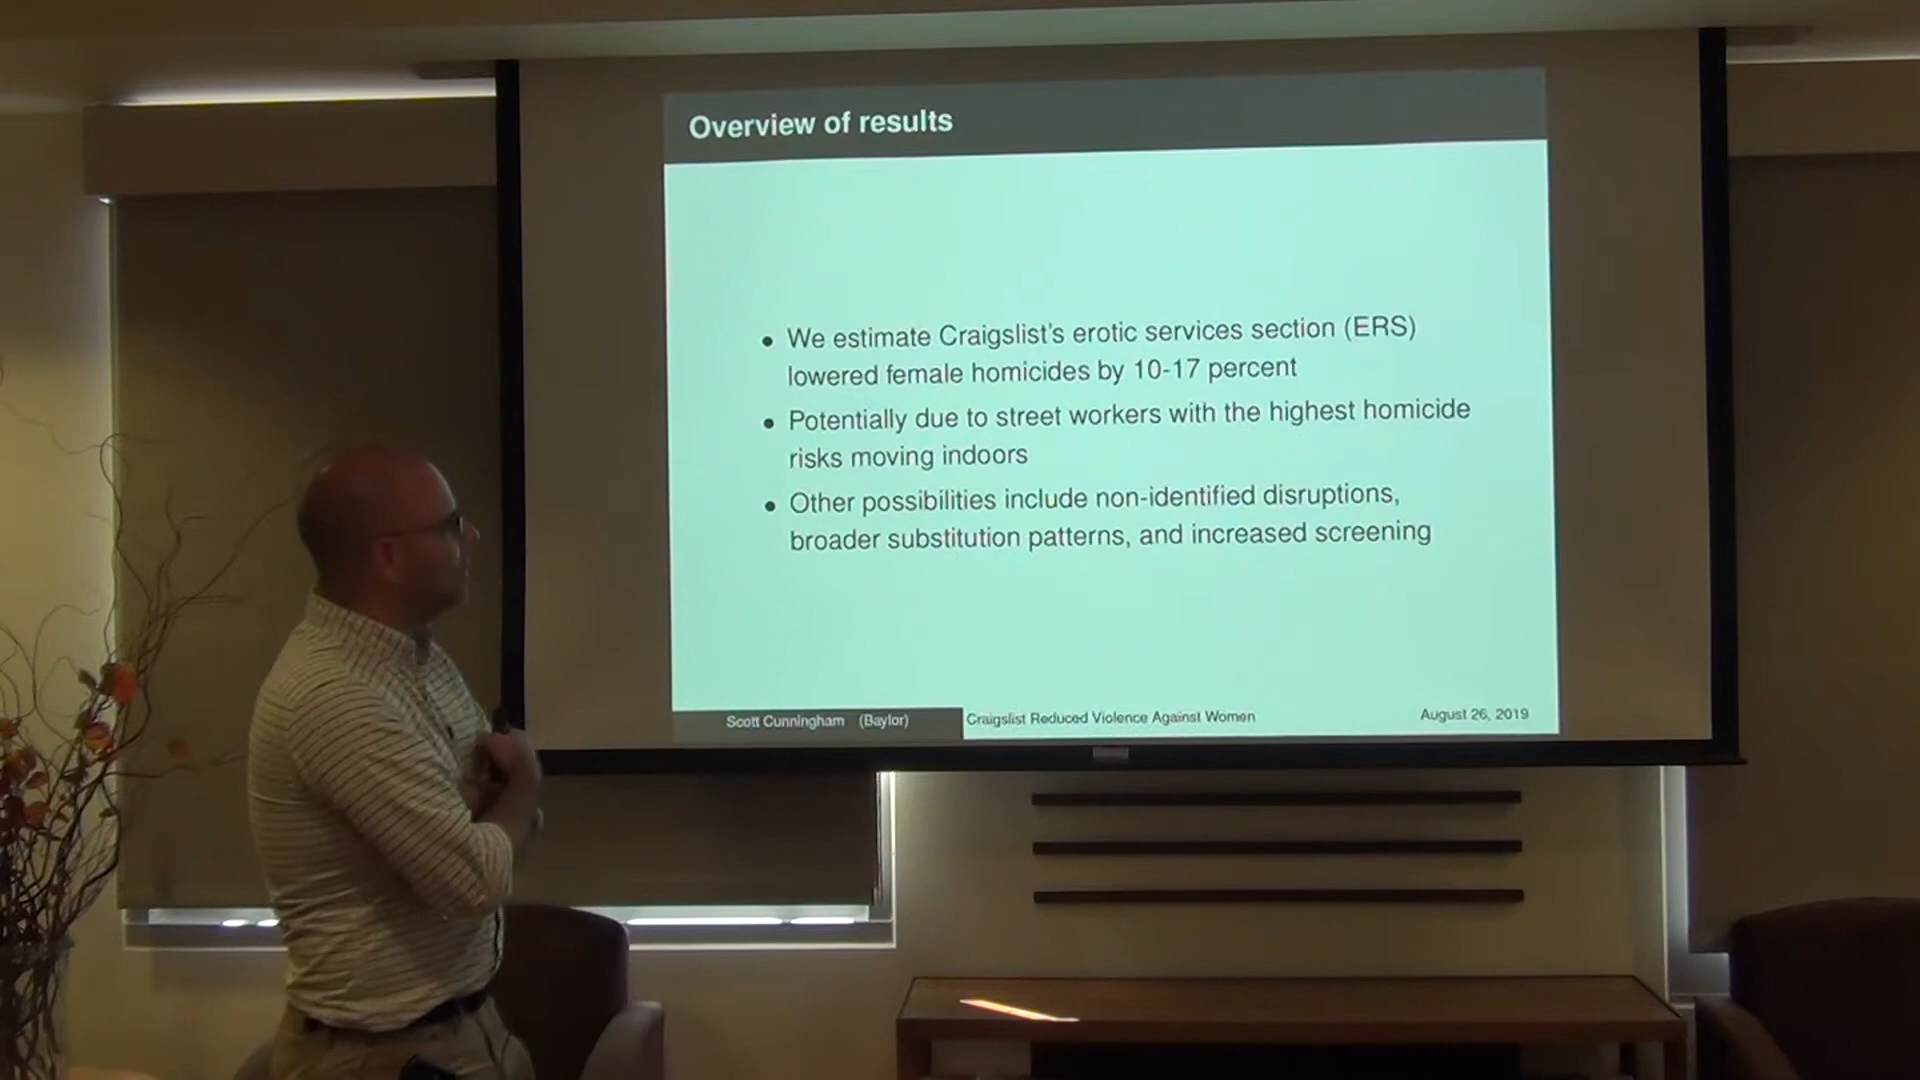 Overview of results
• We estimate Craigslist's erotic services section (ERS)
lowered female homicides by 10-17 percent
• Potentially due to street workers with the highest homicide
risks moving indoors
• Other possibilities include non-identified disruptions,
broader substitution patterns, and increased screening
Scott Cunningham (Baylor) Craigslist Reduced Violence Against Women August 26, 2019